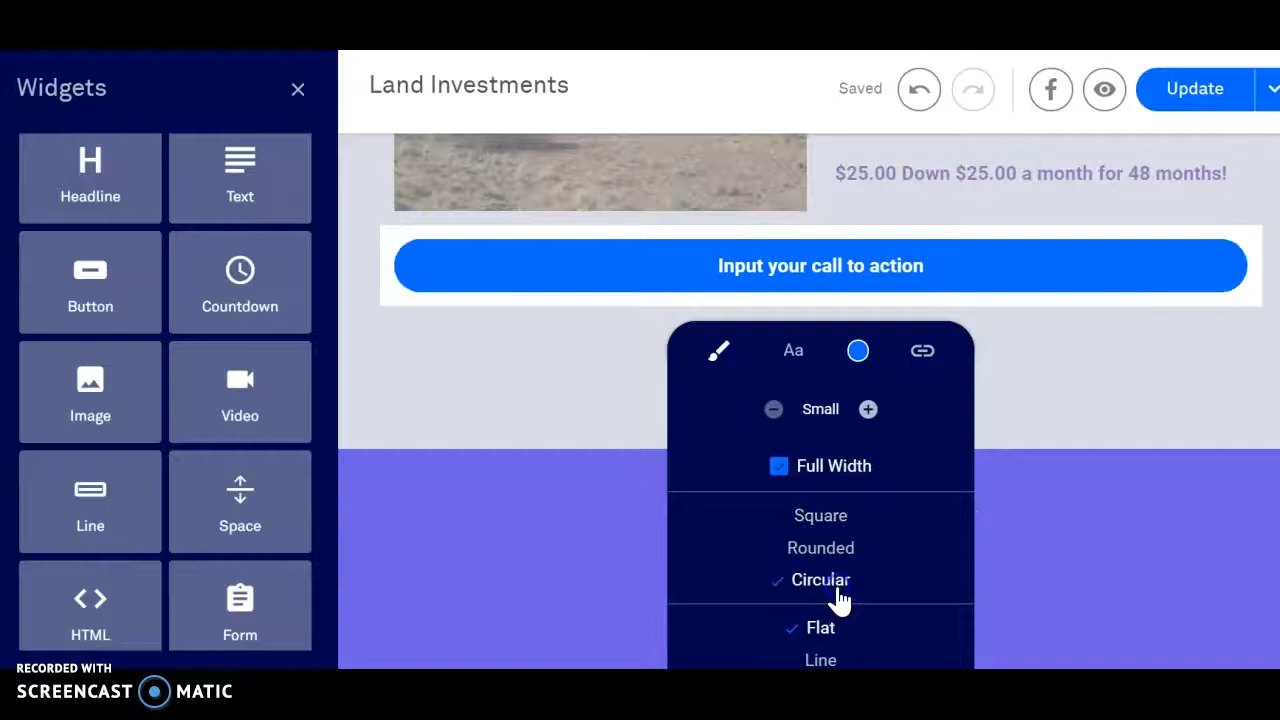 Widgets
Land Investments
Saved
Update
H
Headline
Text
Button
Countdown
Image
Video
Line
Space
HTML
Form
$25.00 Down $25.00 a month for 48 months!
Input your call to action
Aa
Small
Full Width
Square
Rounded
Circular
Flat
Line
RECORDED WITH
SCREENCAST MATIC